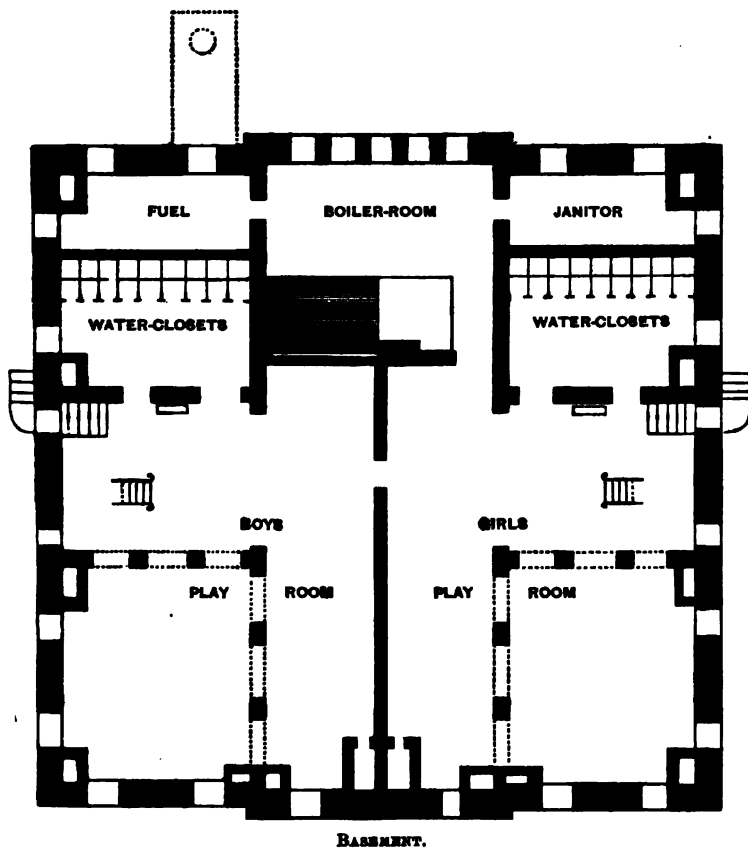 FUEL BOILER-ROOM JANITOR
WATER-CLOSETS WATER-CLOSETS
BOYS GIRLS
PLAY ROOM PLAY ROOM
BASEMENT.